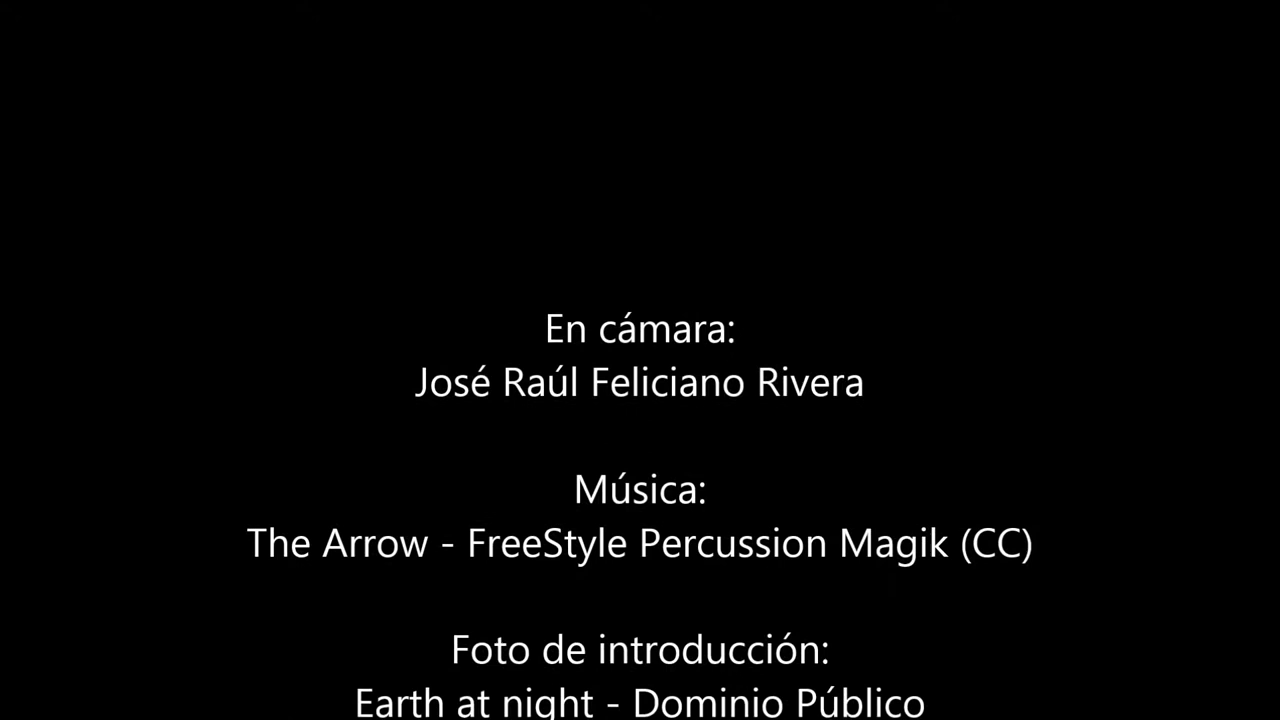 En cámara:
José Raúl Feliciano Rivera
Música:
The Arrow - FreeStyle Percussion Magik (CC)
Foto de introducción:
Earth at night - Dominio Público